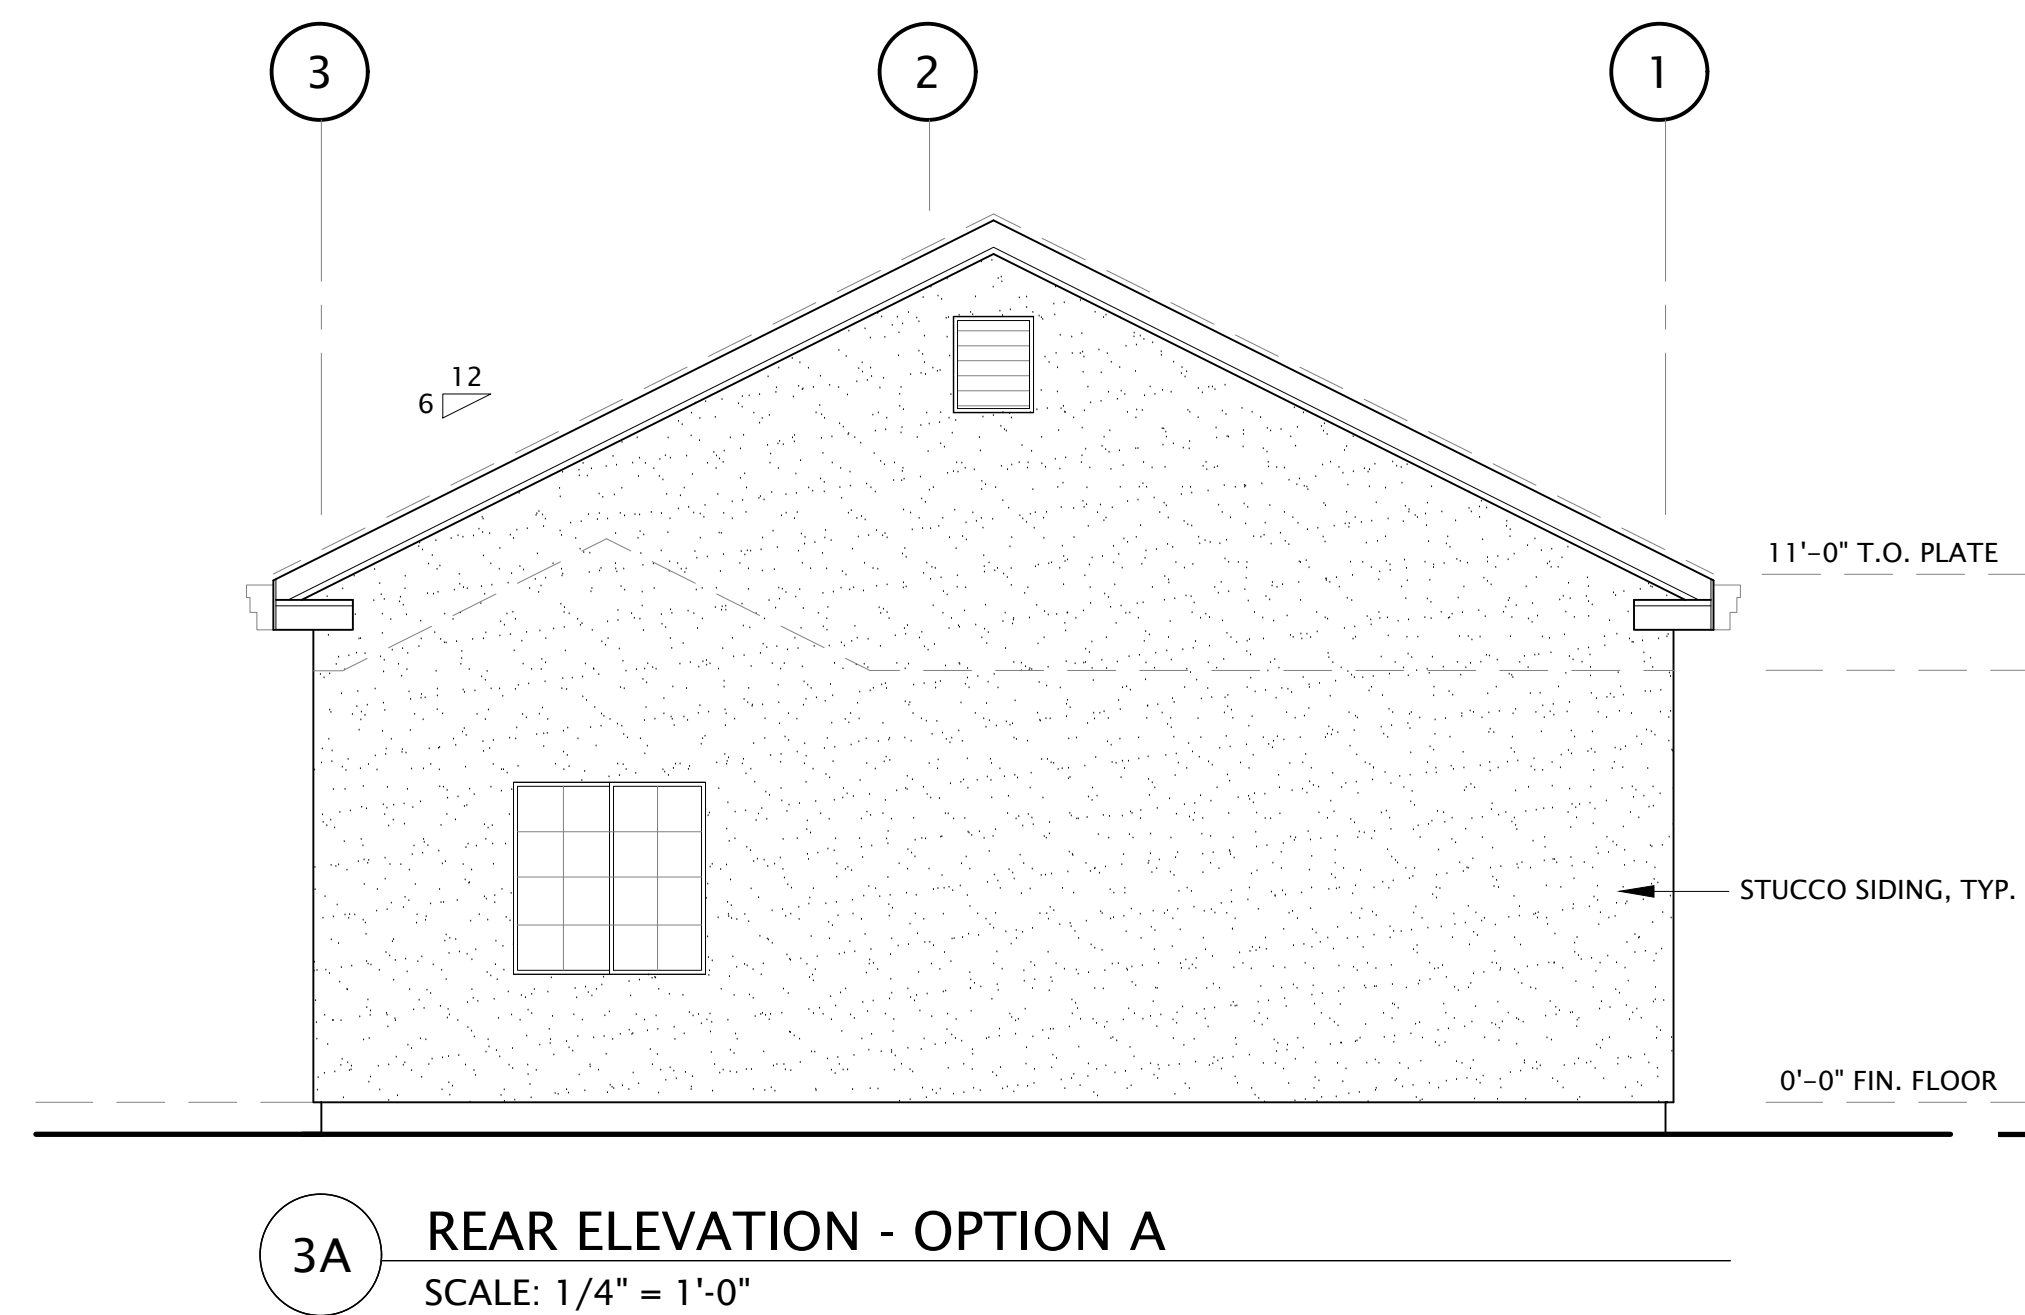 3
2
1
12
6
11'-0" T.O. PLATE
STUCCO SIDING, TYP.
0'-0" FIN. FLOOR
3A
REAR ELEVATION - OPTION A
SCALE: 1/4" = 1'-0"